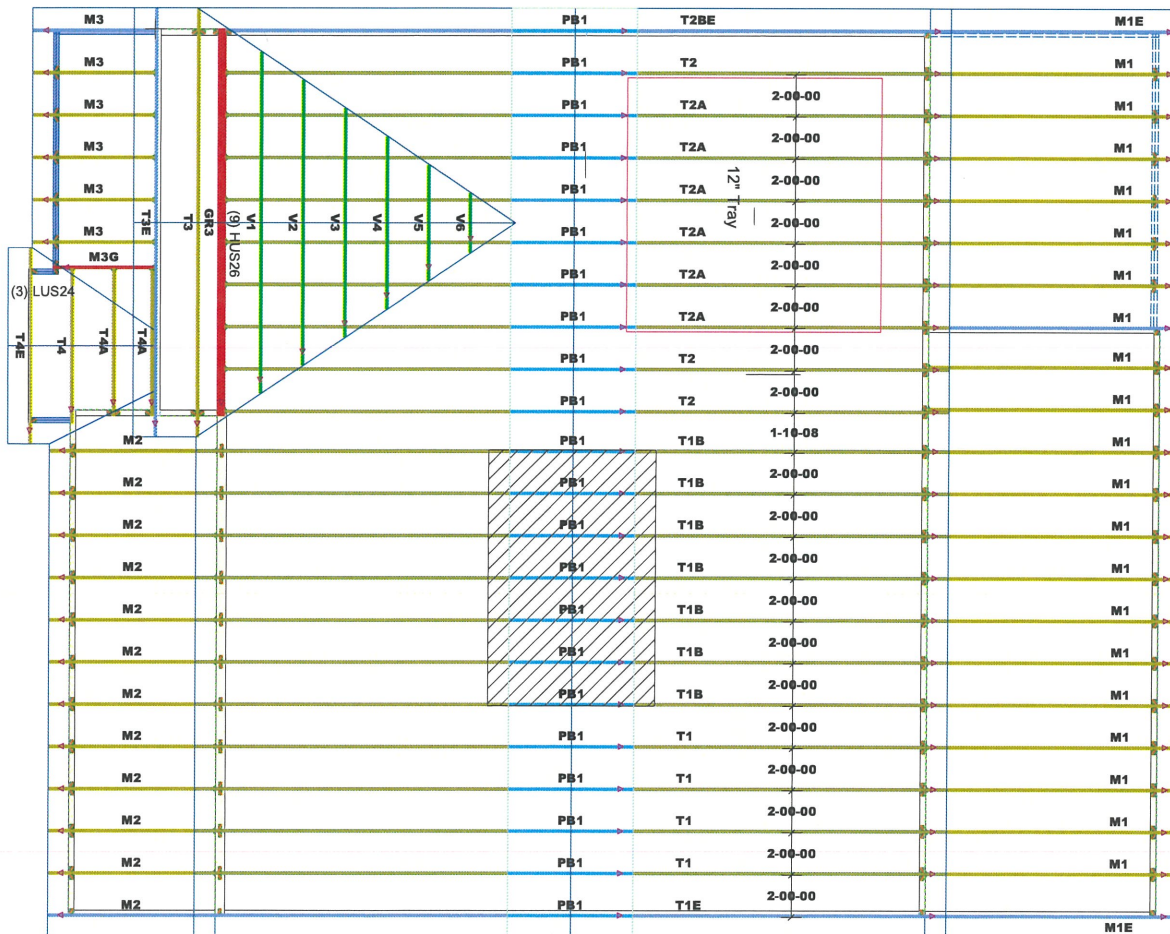 M3 PB1 T2BE M1E
M3 PB1 T2 M1
2-00-00
M3 PB1 T2A M1
2-00-00
M3 PB1 T2A M1
2-00-00
12" Tray
M3 PB1 T2A M1
2-00-00
T3E T3 GR3 (9) HUS26 V1 V2 V3 V4 V5 V6
M3 PB1 T2A M1
2-00-00
M3G
(3) LUS24
PB1 T2A M1
2-00-00
T4E T4 T4A T4A
PB1 T2A M1
2-00-00
PB1 T2 M1
2-00-00
PB1 T2 M1
1-10-08
M2 PB1 T1B M1
2-00-00
M2 PB1 T1B M1
2-00-00
M2 PB1 T1B M1
2-00-00
M2 PB1 T1B M1
2-00-00
M2 PB1 T1B M1
2-00-00
M2 PB1 T1B M1
2-00-00
M2 PB1 T1B M1
2-00-00
M2 PB1 T1 M1
2-00-00
M2 PB1 T1 M1
2-00-00
M2 PB1 T1 M1
2-00-00
M2 PB1 T1 M1
2-00-00
M2 PB1 T1E M1E